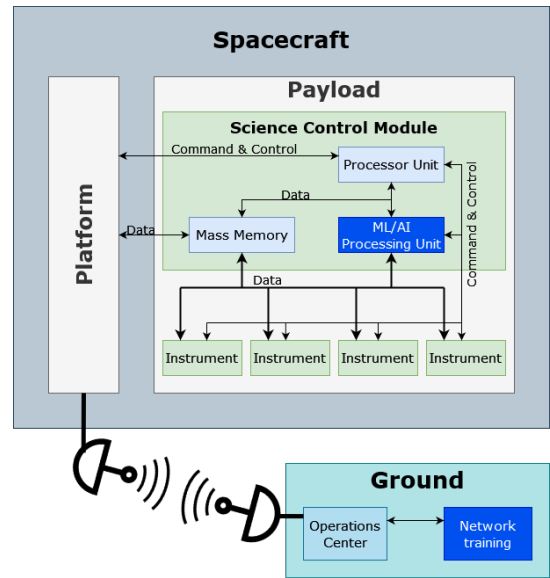 Spacecraft
Payload
Science Control Module
Command & Control
Processor Unit
Data
Mass Memory
ML/AI
Processing Unit
Command & Control
Platform
Data
Data
Instrument
Instrument
Instrument
Instrument
Ground
Operations
Center
Network
training